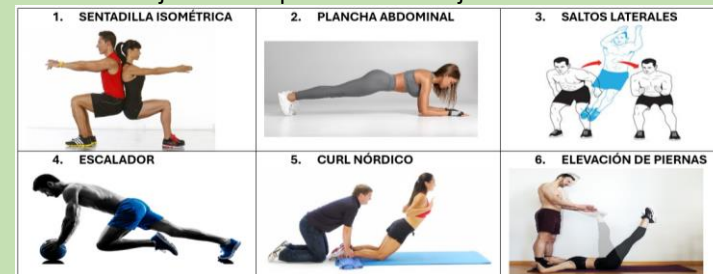 1. SENTADILLA ISOMÉTRICA
2. PLANCHA ABDOMINAL
3. SALTOS LATERALES
4. ESCALADOR
5. CURL NÓRDICO
6. ELEVACIÓN DE PIERNAS